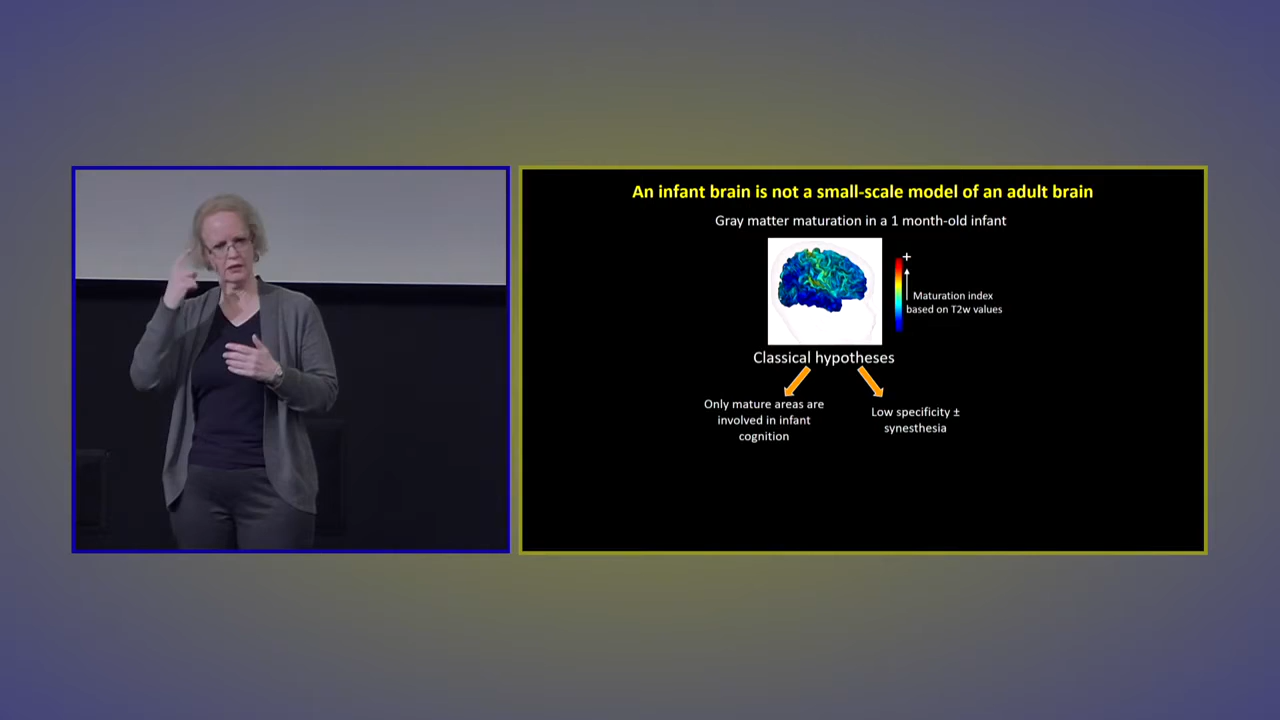 An infant brain is not a small-scale model of an adult brain
Gray matter maturation in a 1 month-old infant
+
Maturation index
based on T2w values
Classical hypotheses
Only mature areas are
involved in infant
cognition
Low specificity ±
synesthesia